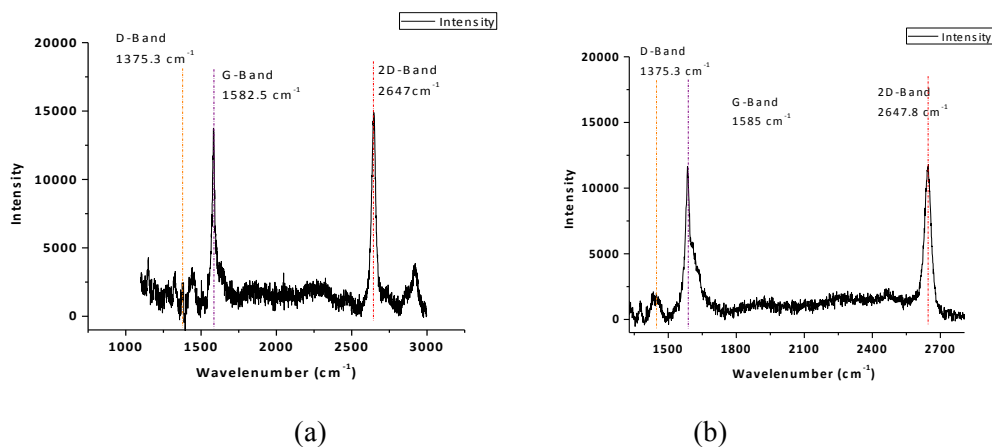 Intensity
20000
15000
10000
5000
0
Intensity
D-Band
1375.3 cm⁻¹
G-Band
1582.5 cm⁻¹
2D-Band
2647cm⁻¹
1000 1500 2000 2500 3000
Wavelenumber (cm⁻¹)
(a)
Intensity
20000
15000
10000
5000
0
Intensity
D-Band
1375.3 cm⁻¹
G-Band
1585 cm⁻¹
2D-Band
2647.8 cm⁻¹
1500 1800 2100 2400 2700
Wavelenumber (cm⁻¹)
(b)